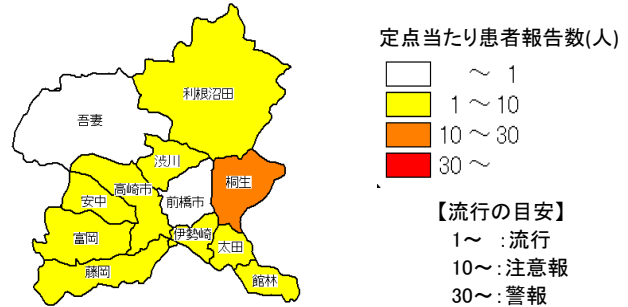 定点当たり患者報告数(人)
～ 1
1 ～ 10
10 ～ 30
30 ～
【流行の目安】
1～ ：流行
10～：注意報
30～：警報
利根沼田
吾妻
渋川
桐生
高崎市
前橋市
安中
伊勢崎
太田
富岡
藤岡
館林